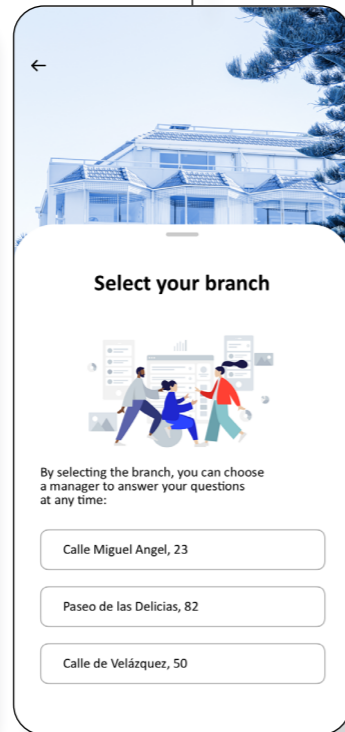 Select your branch
By selecting the branch, you can choose
a manager to answer your questions
at any time:
Calle Miguel Angel, 23
Paseo de las Delicias, 82
Calle de Velázquez, 50